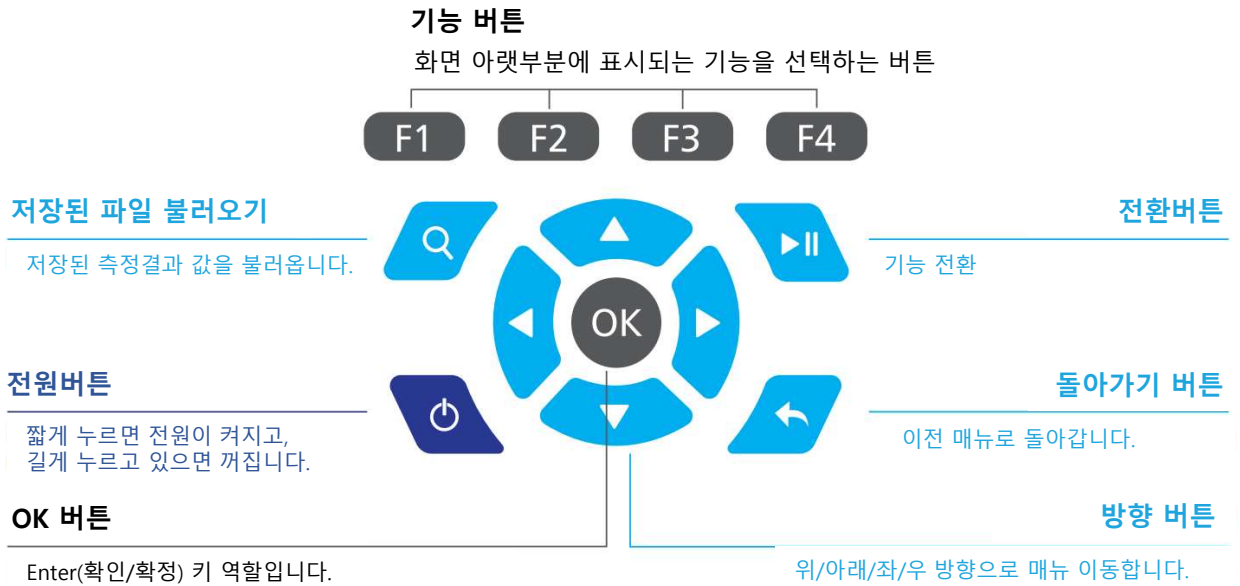 기능 버튼
화면 아랫부분에 표시되는 기능을 선택하는 버튼
F1 F2 F3 F4
저장된 파일 불러오기
저장된 측정결과 값을 불러옵니다.
전환버튼
기능 전환
OK
전원버튼
짧게 누르면 전원이 켜지고,
길게 누르고 있으면 꺼집니다.
돌아가기 버튼
이전 매뉴로 돌아갑니다.
OK 버튼
Enter(확인/확정) 키 역할입니다.
방향 버튼
위/아래/좌/우 방향으로 매뉴 이동합니다.